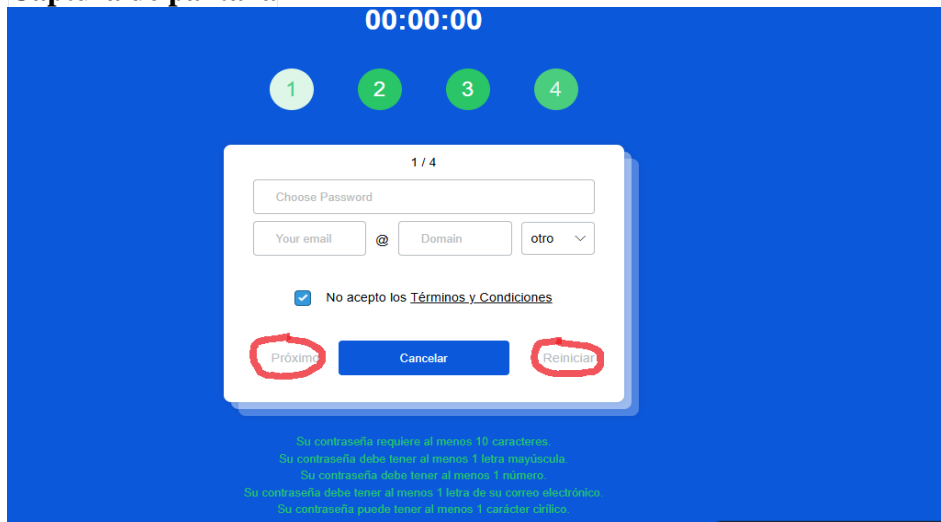 00:00:00
1 2 3 4
1 / 4
Choose Password
Your email @ Domain otro
No acepto los Términos y Condiciones
Próximo Cancelar Reiniciar
Su contraseña requiere al menos 10 caracteres.
Su contraseña debe tener al menos 1 letra mayúscula.
Su contraseña debe tener al menos 1 número.
Su contraseña debe tener al menos 1 letra de su correo electrónico.
Su contraseña puede tener al menos 1 carácter cirílico.